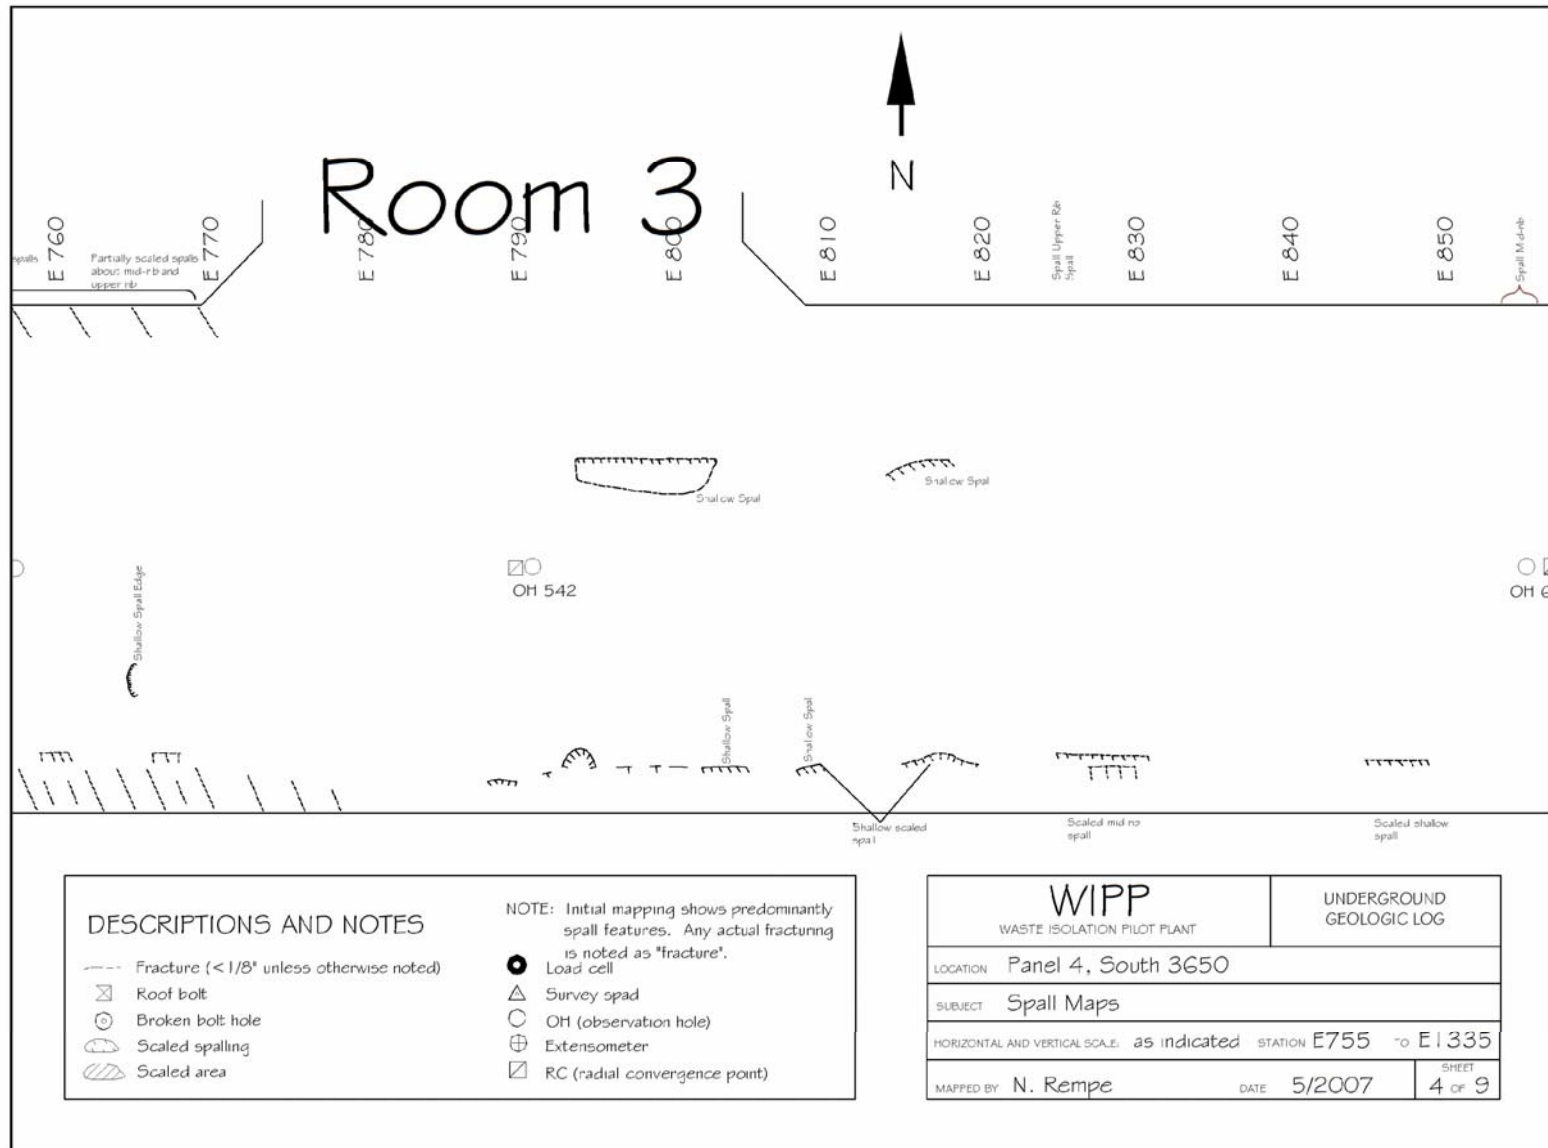 Room 3
N
E 760
E 770
E 780
E 790
E 800
E 810
E 820
E 830
E 840
E 850
spalls
Partially scaled spalls
about mid-rib and
upper rib
Spall Upper Rib
Spall
Spall Mid-rib
Shallow Spal
Shallow Spal
OH 542
OH
Shallow Spall Edge
Shallow Spall
Shallow Spal
Shallow scaled
spall
Scaled mid rib
spall
Scaled shallow
spall
DESCRIPTIONS AND NOTES
Fracture (<1/8" unless otherwise noted)
Roof bolt
Broken bolt hole
Scaled spalling
Scaled area
NOTE: Initial mapping shows predominantly
spall features. Any actual fracturing
is noted as "fracture".
Load cell
Survey spad
OH (observation hole)
Extensometer
RC (radial convergence point)
WIPP
WASTE ISOLATION PILOT PLANT
UNDERGROUND
GEOLOGIC LOG
LOCATION Panel 4, South 3650
SUBJECT Spall Maps
HORIZONTAL AND VERTICAL SCALE: as indicated STATION E755 TO E1335
MAPPED BY N. Rempe DATE 5/2007
SHEET
4 OF 9